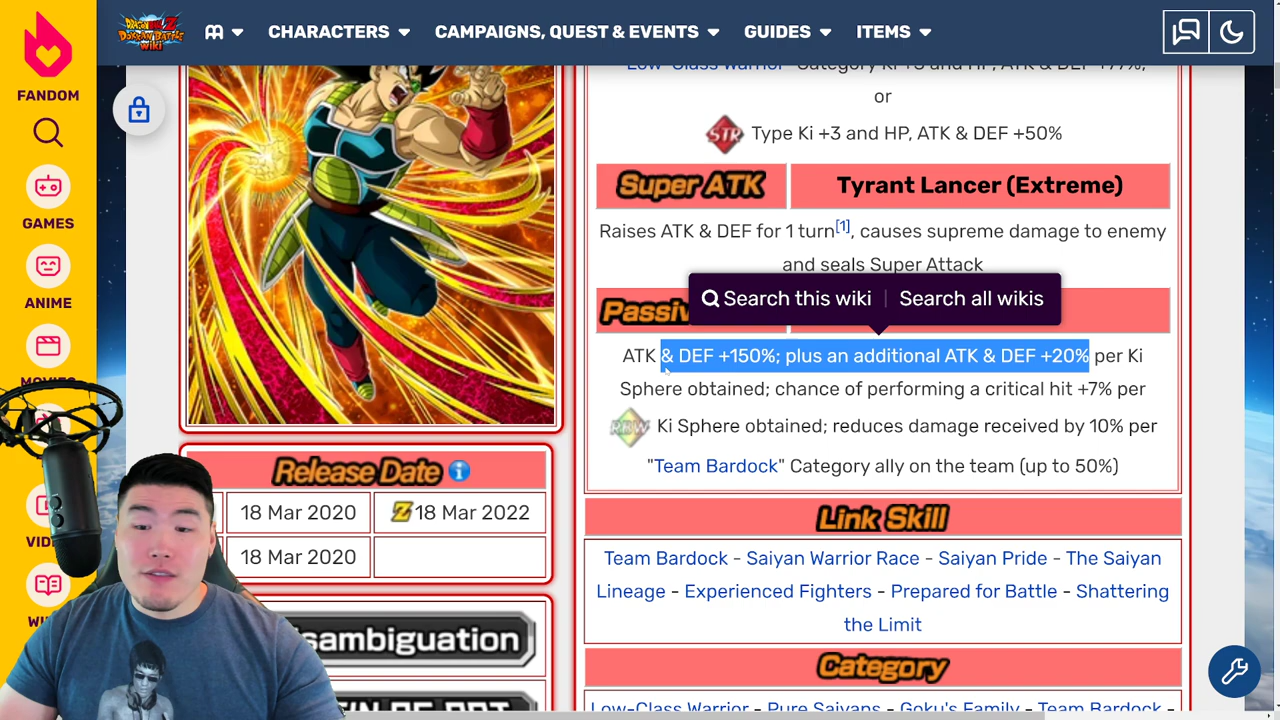 DRAGONBALL Z
DOKKAN BATTLE
WIKI
CHARACTERS
CAMPAIGNS, QUEST & EVENTS
GUIDES
ITEMS
FANDOM
GAMES
ANIME
MOVIES
"Low-Class Warrior" Category Ki +3 and HP, ATK & DEF +77%;
or
STR Type Ki +3 and HP, ATK & DEF +50%
Super ATK
Tyrant Lancer (Extreme)
Raises ATK & DEF for 1 turn[1], causes supreme damage to enemy
and seals Super Attack
Search this wiki
Search all wikis
ATK & DEF +150%; plus an additional ATK & DEF +20% per Ki
Sphere obtained; chance of performing a critical hit +7% per
RBW Ki Sphere obtained; reduces damage received by 10% per
"Team Bardock" Category ally on the team (up to 50%)
Release Date
18 Mar 2020
Z 18 Mar 2022
18 Mar 2020
Link Skill
Team Bardock - Saiyan Warrior Race - Saiyan Pride - The Saiyan
Lineage - Experienced Fighters - Prepared for Battle - Shattering
the Limit
Category
Low-Class Warrior - Pure Saiyans - Goku's Family - Team Bardock -